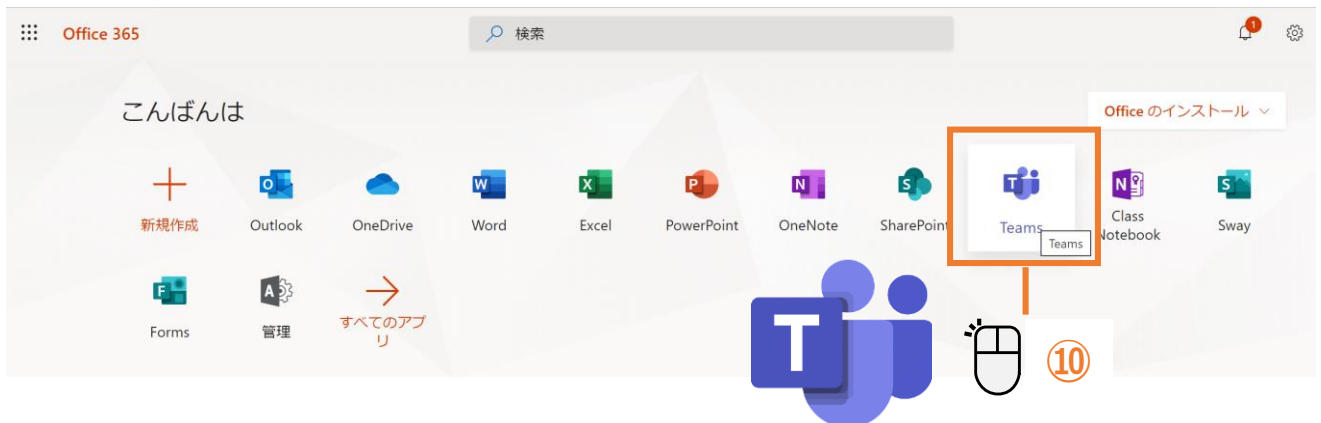 Office 365
検索
1
こんばんは
Office のインストール
新規作成
Outlook
OneDrive
Word
Excel
PowerPoint
OneNote
SharePoint
Teams
Teams
Class
Notebook
Sway
Forms
管理
すべてのアプ
リ
T
⑩